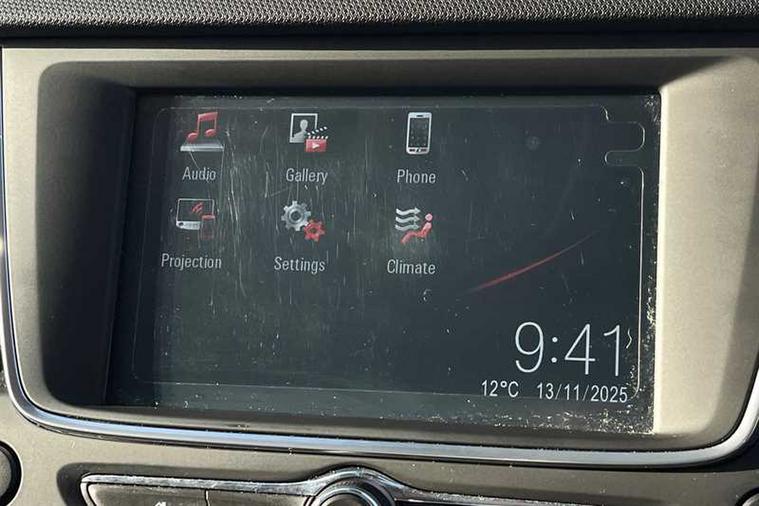 Audio Gallery Phone
Projection Settings Climate
9:41
12°C 13/11/2025